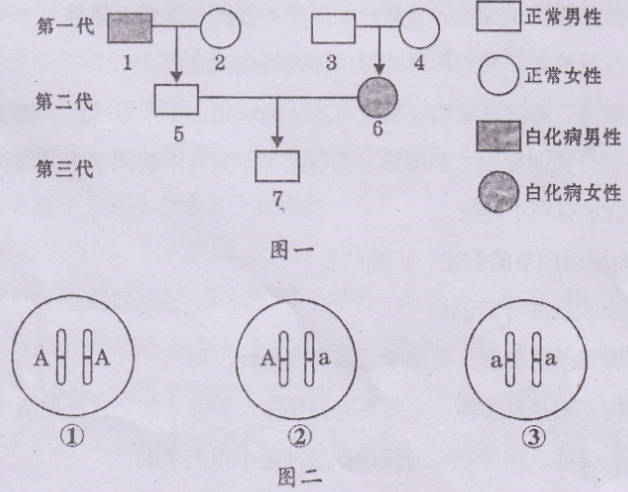 第一代
1 2 3 4
正常男性
正常女性
第二代
5 6
白化病男性
第三代
7
白化病女性
图一
A A
A a
a a
① ② ③
图二